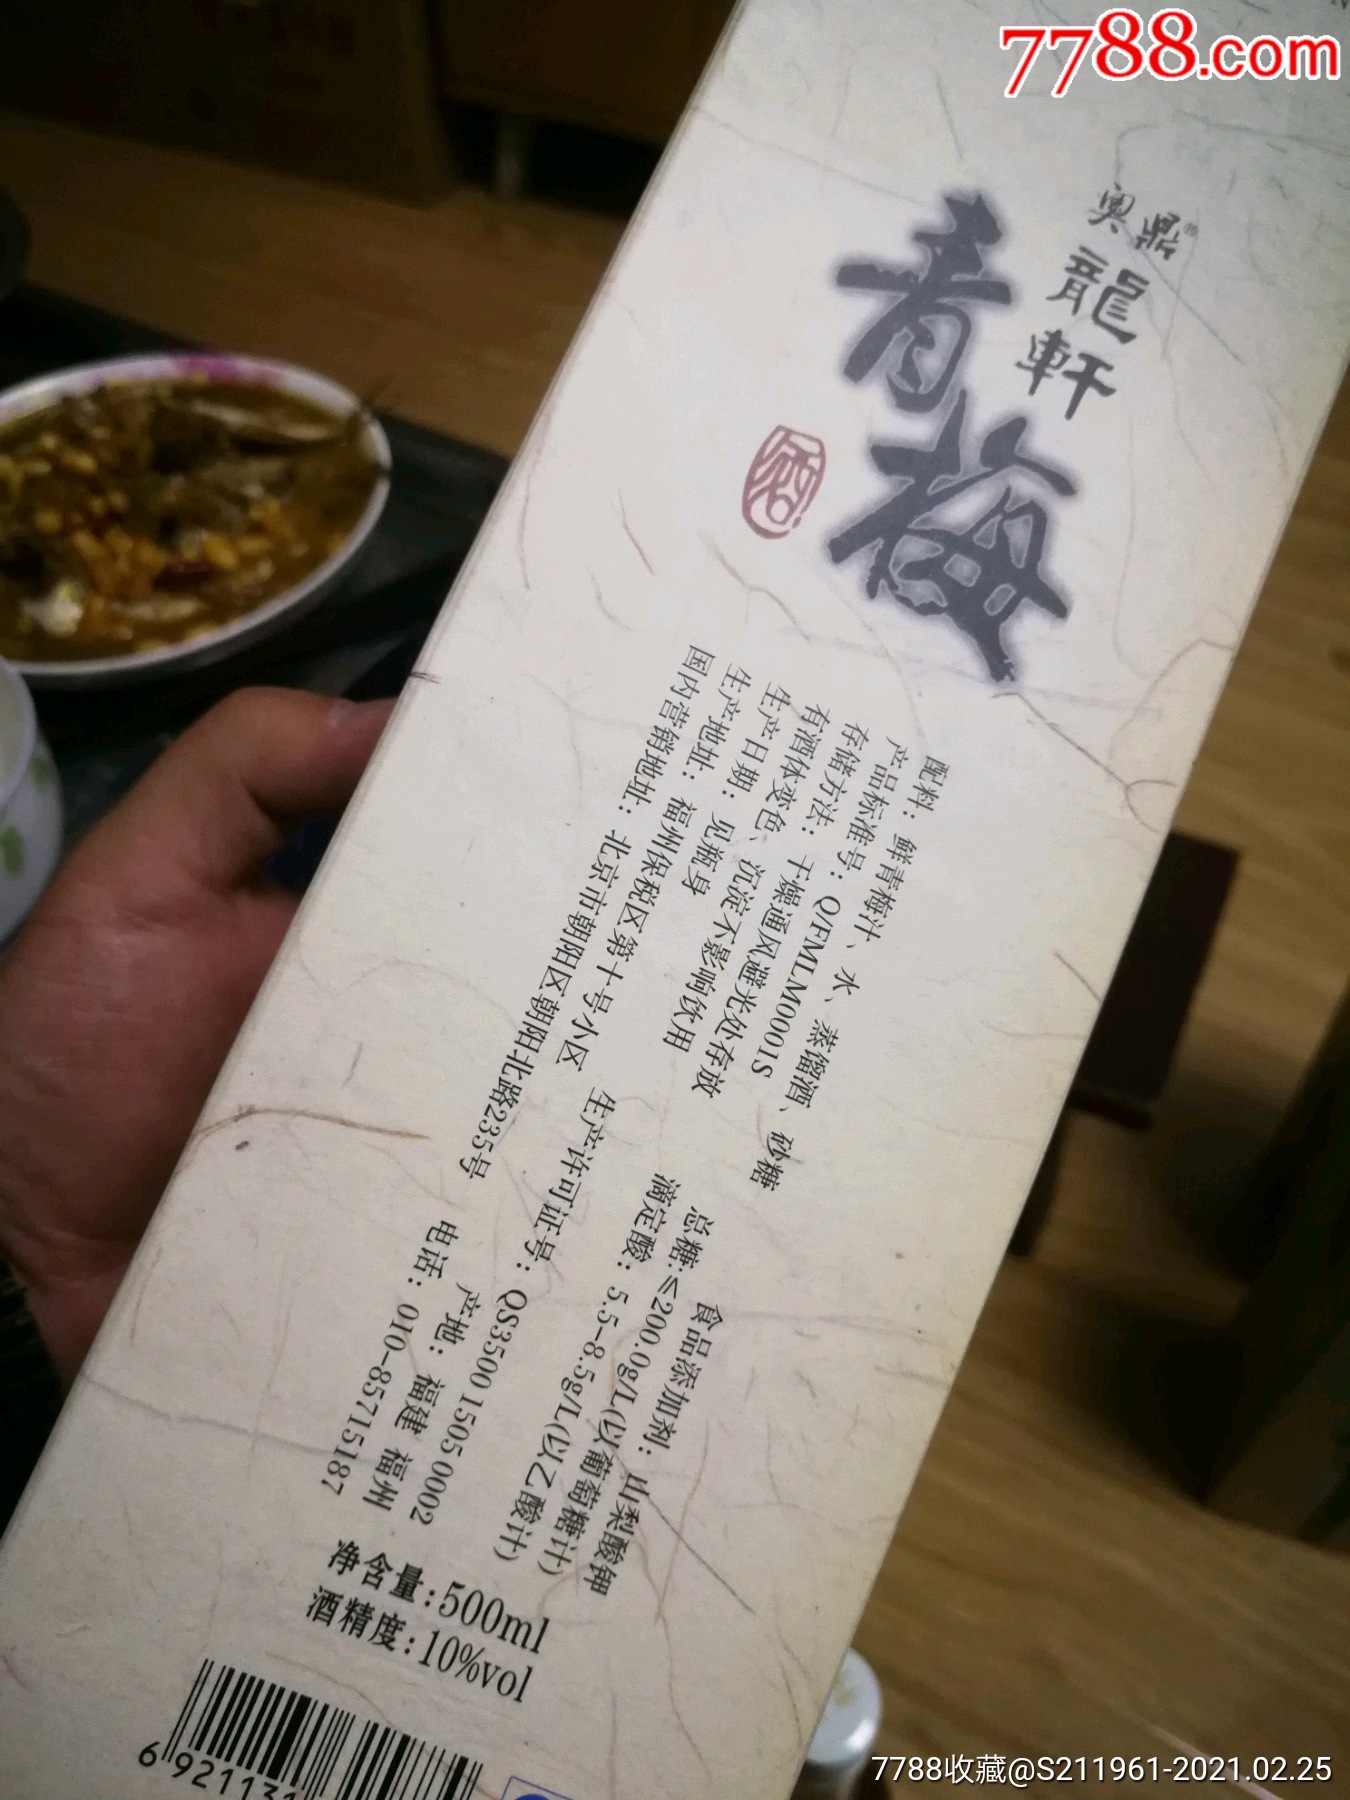 7788.com
奥鼎®
龍軒
青梅
酒
配料：鲜青梅汁、水、蒸馏酒、砂糖
食品添加剂：山梨酸钾
产品标准号：Q/FMLM0001S
总糖:≤200.0g/L(以葡萄糖计)
存储方法：干燥通风避光处存放
滴定酸：5.5-8.5g/L(以乙酸计)
有酒体变色、沉淀不影响饮用
生产日期：见瓶身
生产许可证号：QS3500 1505 0002
生产地址：福州保税区第十号小区
产地：福建 福州
国内营销地址：北京市朝阳区朝阳北路235号
电话：010-85715187
净含量:500ml
酒精度:10%vol
6 921131
7788收藏@S211961-2021.02.25